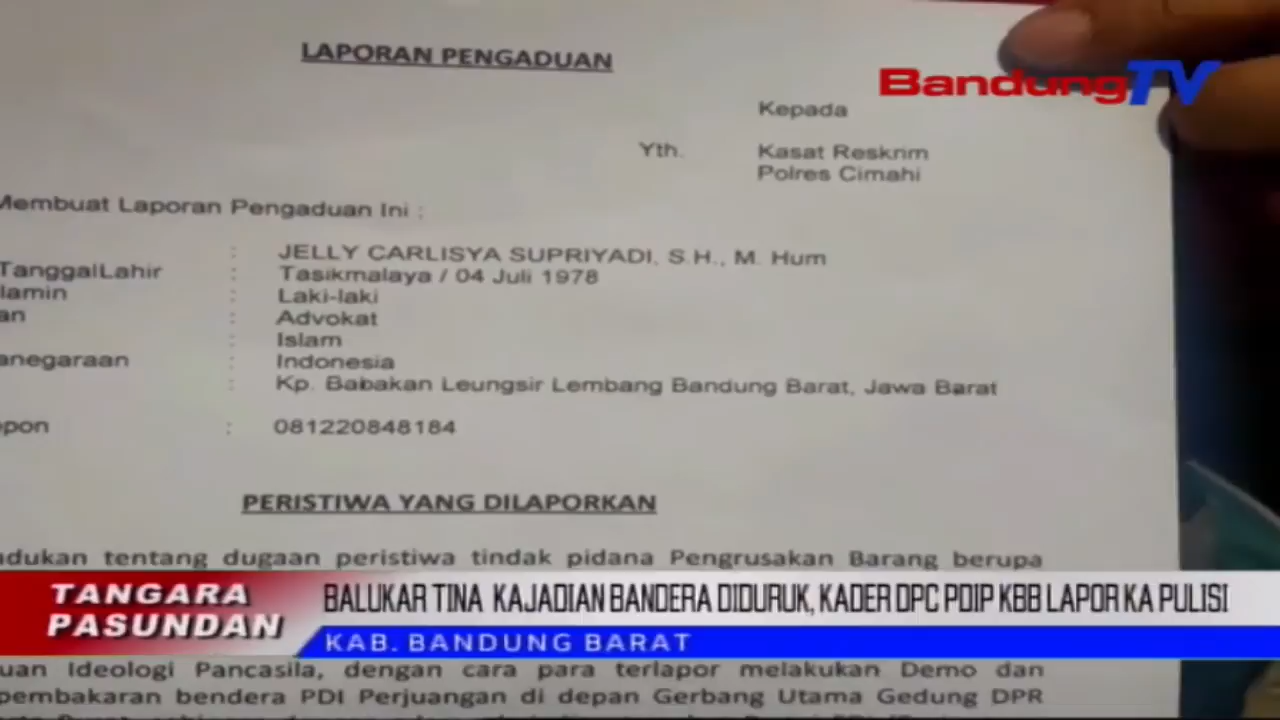 LAPORAN PENGADUAN
BandungTV
Kepada
Yth. Kasat Reskrim
Polres Cimahi
Membuat Laporan Pengaduan Ini :
: JELLY CARLISYA SUPRIYADI, S.H., M. Hum
TanggalLahir : Tasikmalaya / 04 Juli 1978
lamin : Laki-laki
an : Advokat
: Islam
anegaraan : Indonesia
: Kp. Babakan Leungsir Lembang Bandung Barat, Jawa Barat
epon : 081220848184
PERISTIWA YANG DILAPORKAN
adukan tentang dugaan peristiwa tindak pidana Pengrusakan Barang berupa
TANGARA PASUNDAN
BALUKAR TINA KAJADIAN BANDERA DIDURUK, KADER DPC PDIP KBB LAPOR KA PULISI
KAB. BANDUNG BARAT
uan Ideologi Pancasila, dengan cara para terlapor melakukan Demo dan
pembakaran bendera PDI Perjuangan di depan Gerbang Utama Gedung DPR